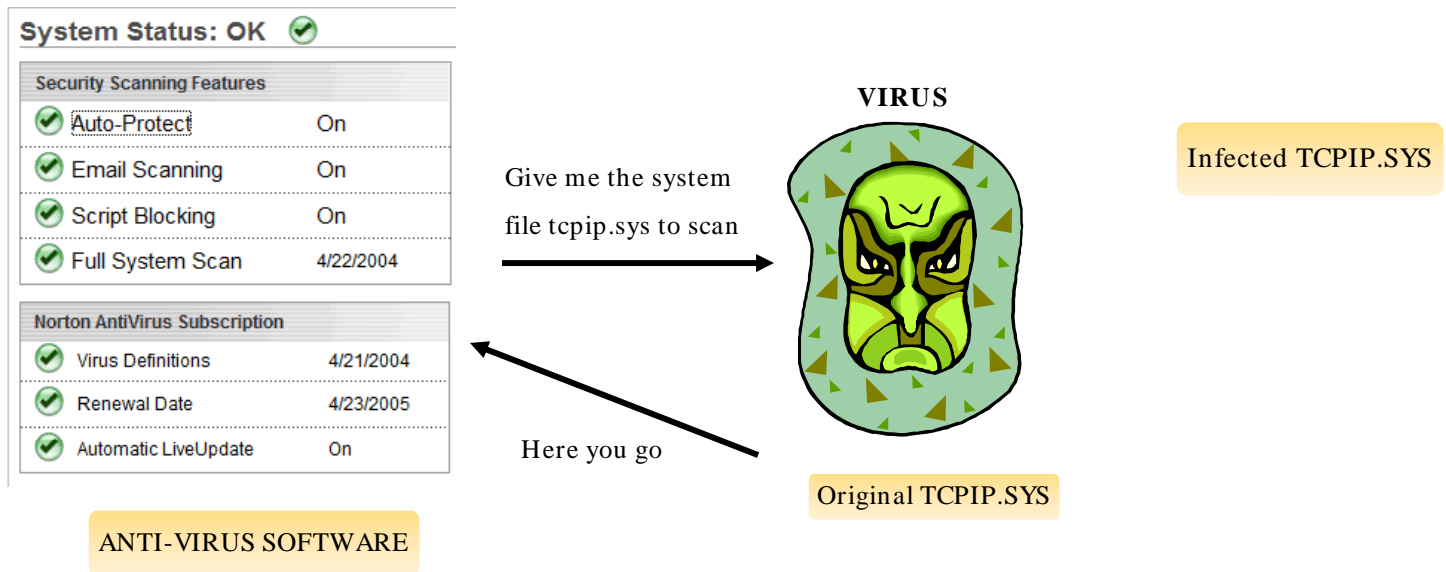 System Status: OK
Security Scanning Features
Auto-Protect On
Email Scanning On
Script Blocking On
Full System Scan 4/22/2004
Norton AntiVirus Subscription
Virus Definitions 4/21/2004
Renewal Date 4/23/2005
Automatic LiveUpdate On
ANTI-VIRUS SOFTWARE
Give me the system
file tcpip.sys to scan
Here you go
VIRUS
Original TCPIP.SYS
Infected TCPIP.SYS